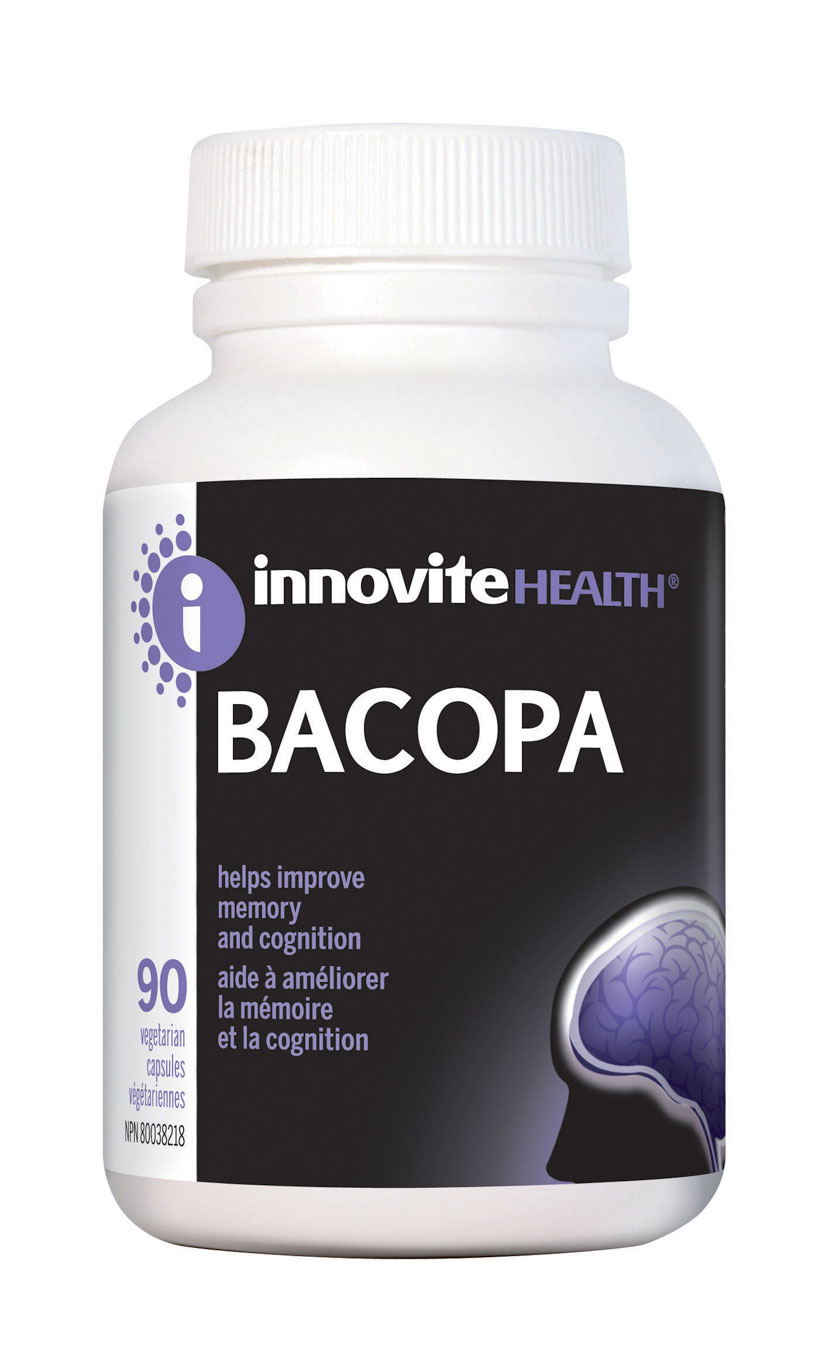 i innoviteHEALTH®
BACOPA
helps improve
memory
and cognition
aide à améliorer
la mémoire
et la cognition
90
vegetarian
capsules
végétariennes
NPN 80038218